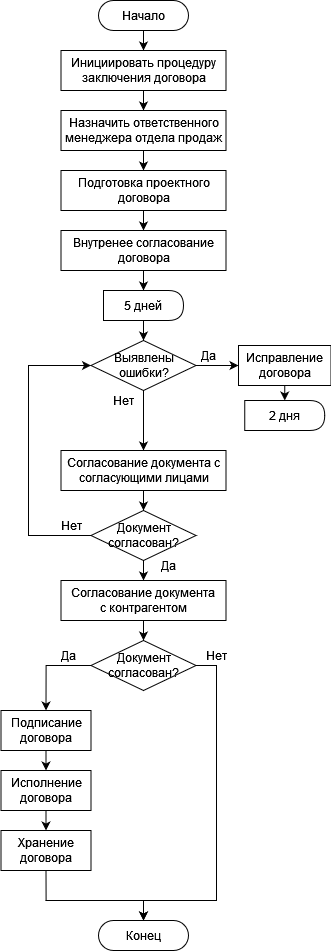 Начало
Инициировать процедуру
заключения договора
Назначить ответственного
менеджера отдела продаж
Подготовка проектного
договора
Внутренее согласование
договора
5 дней
Выявлены
ошибки?
Да
Исправление
договора
2 дня
Нет
Согласование документа с
согласующими лицами
Нет
Документ
согласован?
Да
Согласование документа
с контрагентом
Да
Документ
согласован?
Нет
Подписание
договора
Исполнение
договора
Хранение
договора
Конец